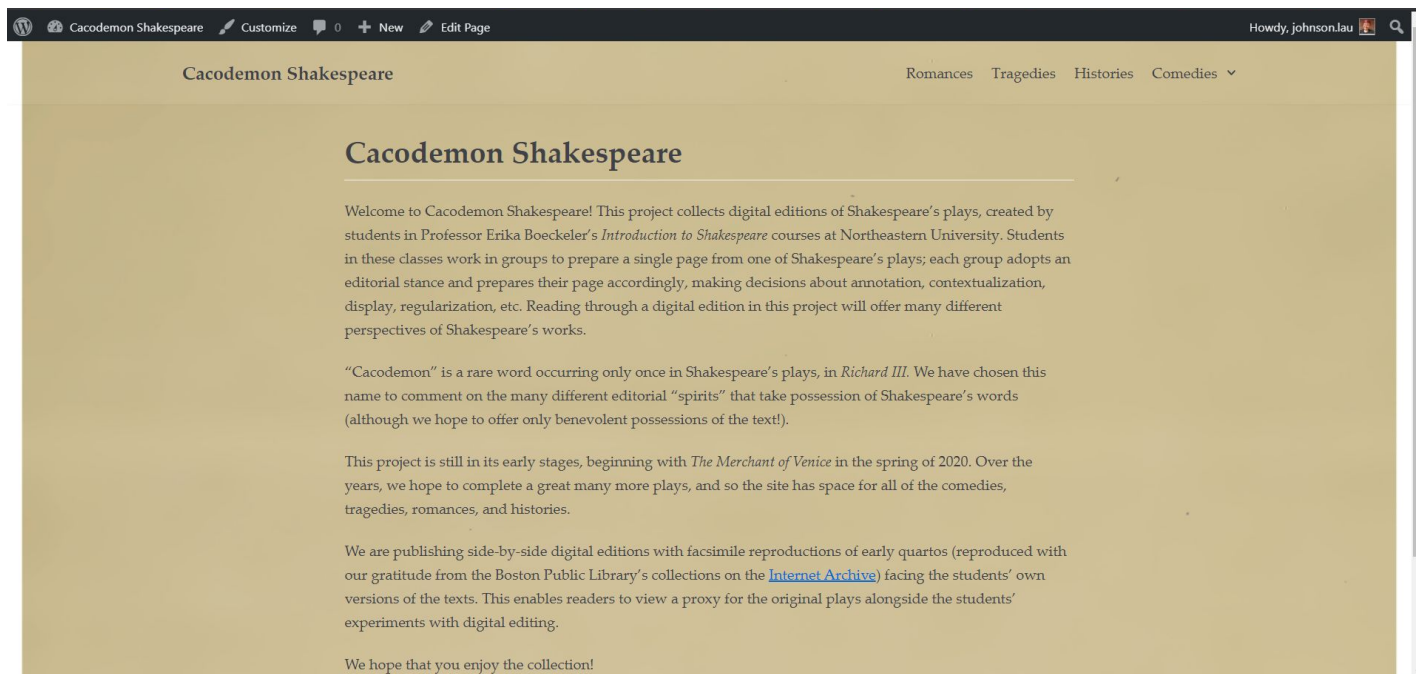 Cacodemon Shakespeare Customize 0 New Edit Page Howdy, johnson.lau
Cacodemon Shakespeare Romances Tragedies Histories Comedies
Cacodemon Shakespeare
Welcome to Cacodemon Shakespeare! This project collects digital editions of Shakespeare’s plays, created by
students in Professor Erika Boeckeler’s Introduction to Shakespeare courses at Northeastern University. Students
in these classes work in groups to prepare a single page from one of Shakespeare’s plays; each group adopts an
editorial stance and prepares their page accordingly, making decisions about annotation, contextualization,
display, regularization, etc. Reading through a digital edition in this project will offer many different
perspectives of Shakespeare’s works.
“Cacodemon” is a rare word occurring only once in Shakespeare’s plays, in Richard III. We have chosen this
name to comment on the many different editorial “spirits” that take possession of Shakespeare’s words
(although we hope to offer only benevolent possessions of the text!).
This project is still in its early stages, beginning with The Merchant of Venice in the spring of 2020. Over the
years, we hope to complete a great many more plays, and so the site has space for all of the comedies,
tragedies, romances, and histories.
We are publishing side-by-side digital editions with facsimile reproductions of early quartos (reproduced with
our gratitude from the Boston Public Library’s collections on the Internet Archive) facing the students’ own
versions of the texts. This enables readers to view a proxy for the original plays alongside the students’
experiments with digital editing.
We hope that you enjoy the collection!